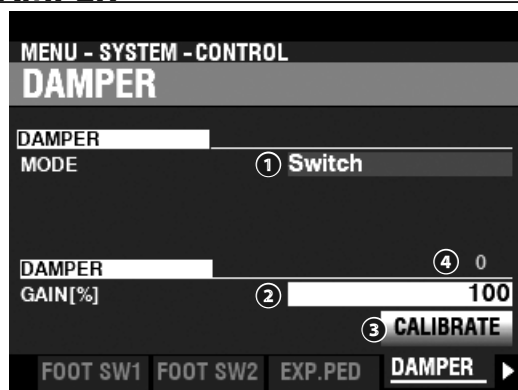 MENU - SYSTEM - CONTROL
DAMPER
DAMPER
MODE ① Switch
④ 0
DAMPER
GAIN[%] ② 100
③ CALIBRATE
FOOT SW1 FOOT SW2 EXP.PED DAMPER ▶